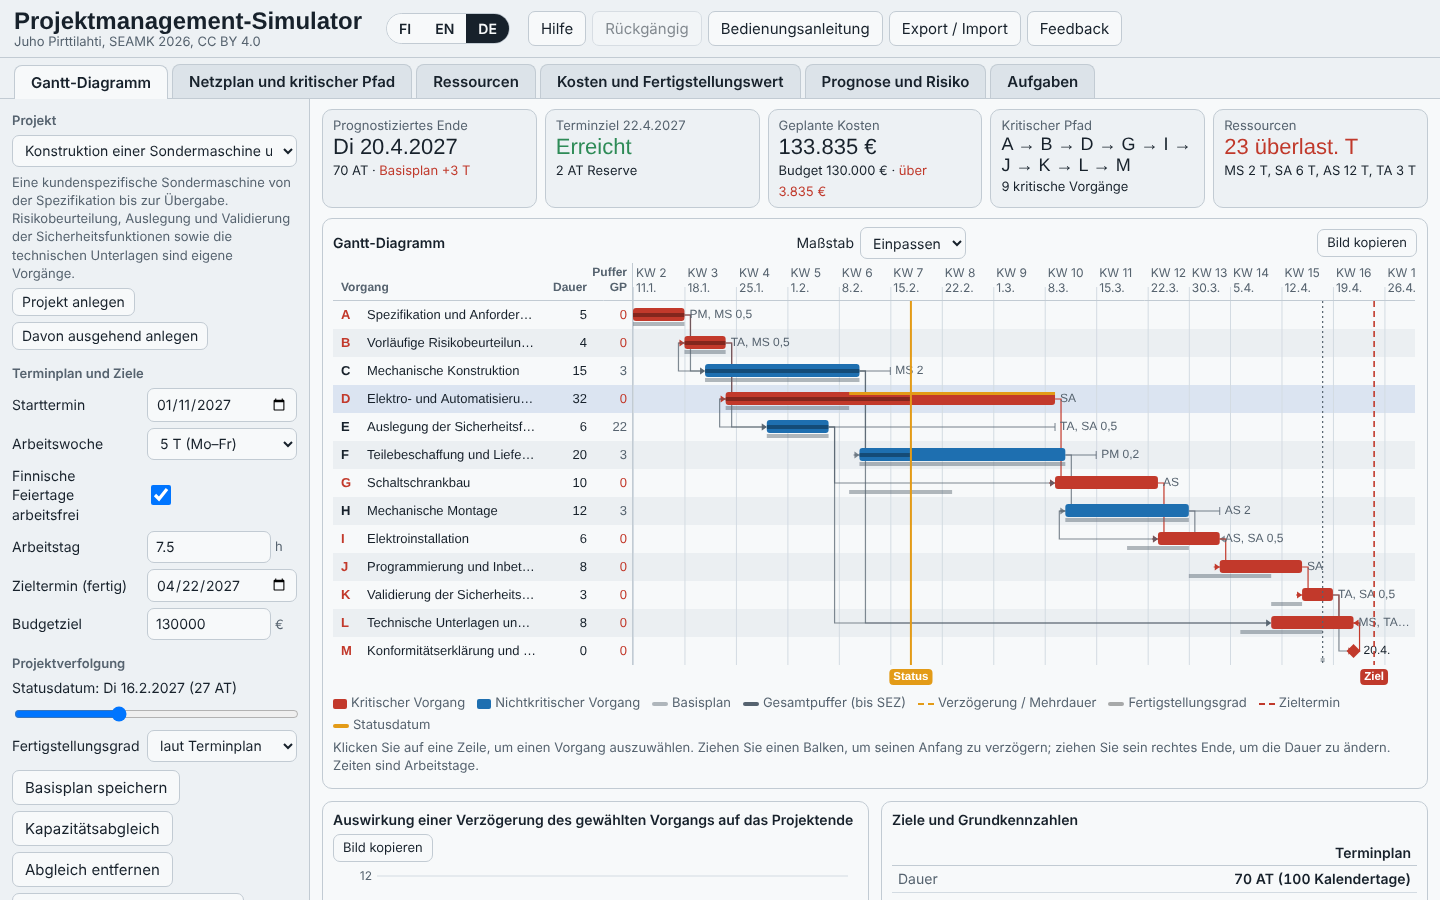 Projektmanagement-Simulator
Juho Pirttilahti, SEAMK 2026, CC BY 4.0
FI EN DE
Hilfe
Rückgängig
Bedienungsanleitung
Export / Import
Feedback
Gantt-Diagramm
Netzplan und kritischer Pfad
Ressourcen
Kosten und Fertigstellungswert
Prognose und Risiko
Aufgaben
Projekt
Konstruktion einer Sondermaschine u
Eine kundenspezifische Sondermaschine von
der Spezifikation bis zur Übergabe.
Risikobeurteilung, Auslegung und Validierung
der Sicherheitsfunktionen sowie die
technischen Unterlagen sind eigene
Vorgänge.
Projekt anlegen
Davon ausgehend anlegen
Terminplan und Ziele
Starttermin 01/11/2027
Arbeitswoche 5 T (Mo–Fr)
Finnische
Feiertage
arbeitsfrei
Arbeitstag 7.5 h
Zieltermin (fertig) 04/22/2027
Budgetziel 130000 €
Projektverfolgung
Statusdatum: Di 16.2.2027 (27 AT)
Fertigstellungsgrad laut Terminplan
Basisplan speichern
Kapazitätsabgleich
Abgleich entfernen
Prognostiziertes Ende
Di 20.4.2027
70 AT · Basisplan +3 T
Terminziel 22.4.2027
Erreicht
2 AT Reserve
Geplante Kosten
133.835 €
Budget 130.000 € · über
3.835 €
Kritischer Pfad
A → B → D → G → I →
J → K → L → M
9 kritische Vorgänge
Ressourcen
23 überlast. T
MS 2 T, SA 6 T, AS 12 T, TA 3 T
Gantt-Diagramm
Maßstab Einpassen
Bild kopieren
Vorgang Dauer Puffer GP
KW 2 KW 3 KW 4 KW 5 KW 6 KW 7 KW 8 KW 9 KW 10 KW 11 KW 12 KW 13 KW 14 KW 15 KW 16 KW 1
11.1. 18.1. 25.1. 1.2. 8.2. 15.2. 22.2. 1.3. 8.3. 15.3. 22.3. 30.3. 5.4. 12.4. 19.4. 26.4.
A Spezifikation und Anforder… 5 0 PM, MS 0,5
B Vorläufige Risikobeurteilun… 4 0 TA, MS 0,5
C Mechanische Konstruktion 15 3 MS 2
D Elektro- und Automatisieru… 32 0 SA
E Auslegung der Sicherheitsf… 6 22 TA, SA 0,5
F Teilebeschaffung und Liefe… 20 3 PM 0,2
G Schaltschrankbau 10 0 AS
H Mechanische Montage 12 3 AS 2
I Elektroinstallation 6 0 AS, SA 0,5
J Programmierung und Inbet… 8 0 SA
K Validierung der Sicherheits… 3 0 TA, SA 0,5
L Technische Unterlagen un… 8 0 MS, TA…
M Konformitätserklärung und … 0 0 20.4.
Status
Ziel
Kritischer Vorgang Nichtkritischer Vorgang Basisplan Gesamtpuffer (bis SEZ) Verzögerung / Mehrdauer Fertigstellungsgrad Zieltermin
Statusdatum
Klicken Sie auf eine Zeile, um einen Vorgang auszuwählen. Ziehen Sie einen Balken, um seinen Anfang zu verzögern; ziehen Sie sein rechtes Ende, um die Dauer zu ändern.
Zeiten sind Arbeitstage.
Auswirkung einer Verzögerung des gewählten Vorgangs auf das Projektende
Bild kopieren
12
Ziele und Grundkennzahlen
Terminplan
Dauer 70 AT (100 Kalendertage)